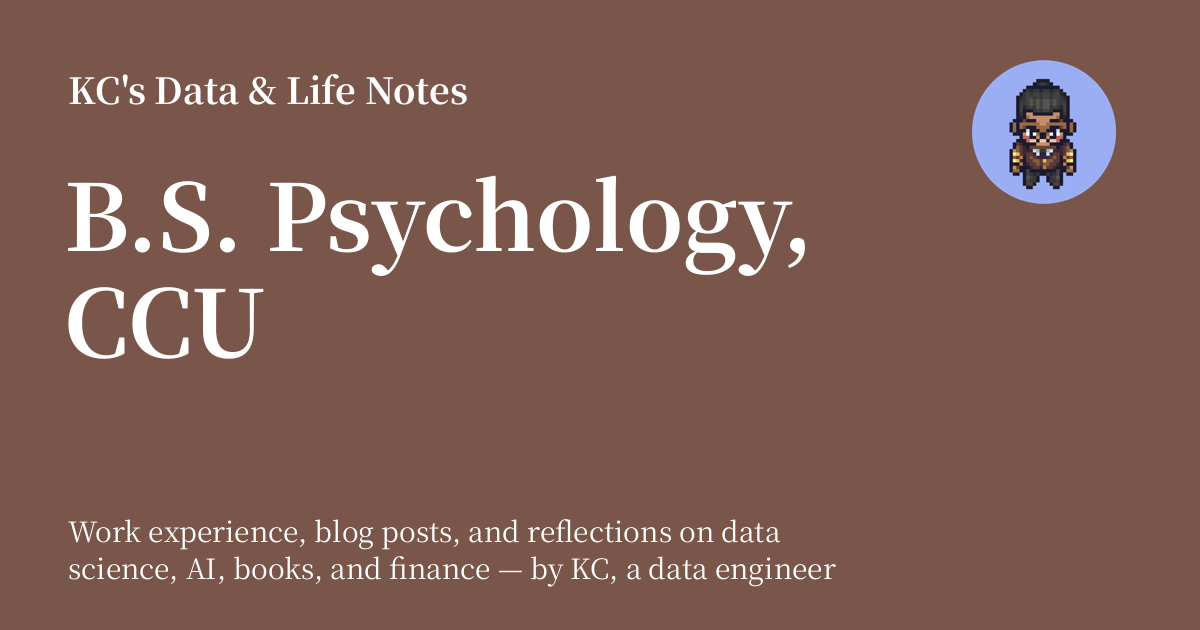 KC's Data & Life Notes
B.S. Psychology,
CCU
Work experience, blog posts, and reflections on data
science, AI, books, and finance — by KC, a data engineer